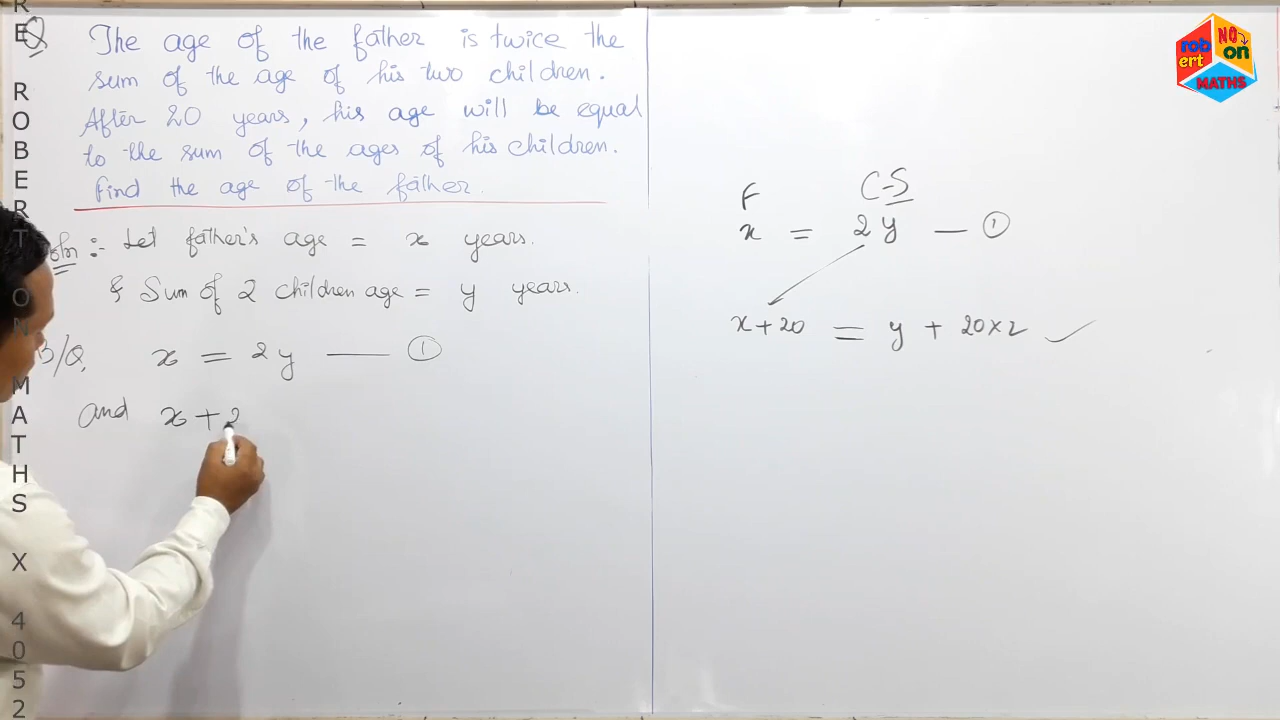 Q The age of the father is twice the
sum of the age of his two children.
After 20 years, his age will be equal
to the sum of the ages of his children.
Find the age of the father.
Soln :- Let father's age = x years.
& Sum of 2 children age = y years.
B/Q, x = 2y — ①
and x + 2
F C-S
x = 2y — ①
x + 20 = y + 20×2 ✓
rob
ert
NO
on
MATHS
E ROBERT ON MATHS X 4052